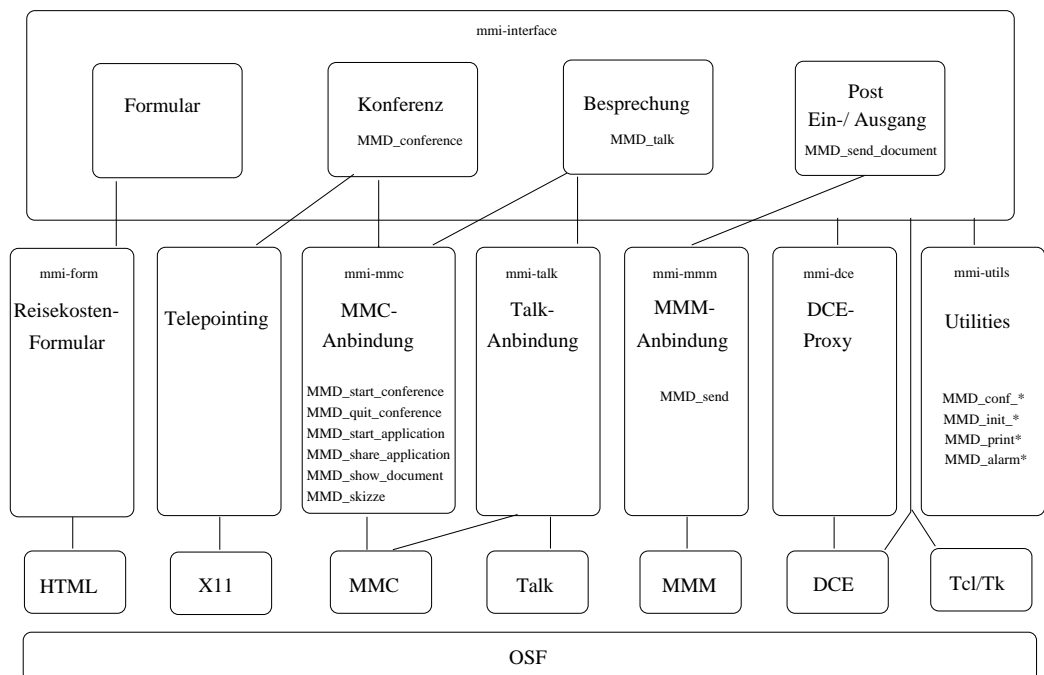 mmi-interface
Formular
Konferenz
MMD_conference
Besprechung
MMD_talk
Post
Ein-/ Ausgang
MMD_send_document
mmi-form
Reisekosten-
Formular
Telepointing
mmi-mmc
MMC-
Anbindung
MMD_start_conference
MMD_quit_conference
MMD_start_application
MMD_share_application
MMD_show_document
MMD_skizze
mmi-talk
Talk-
Anbindung
mmi-mmm
MMM-
Anbindung
MMD_send
mmi-dce
DCE-
Proxy
mmi-utils
Utilities
MMD_conf_*
MMD_init_*
MMD_print*
MMD_alarm*
HTML
X11
MMC
Talk
MMM
DCE
Tcl/Tk
OSF